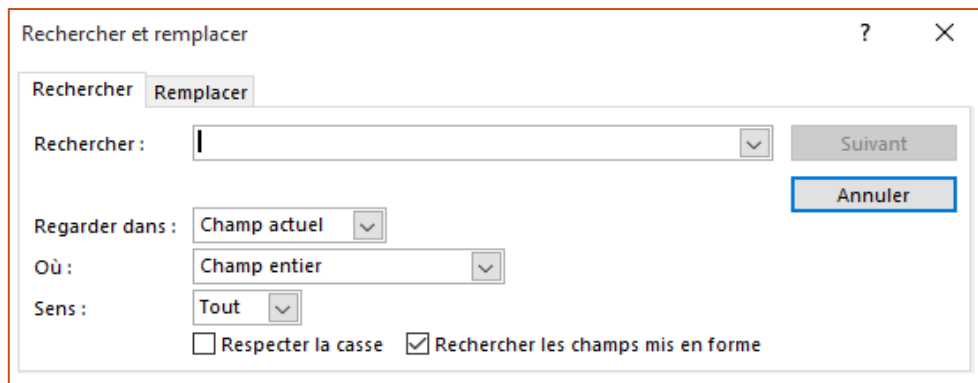 Rechercher et remplacer ?
Rechercher Remplacer
Rechercher : Suivant
Annuler
Regarder dans : Champ actuel
Où : Champ entier
Sens : Tout
Respecter la casse Rechercher les champs mis en forme